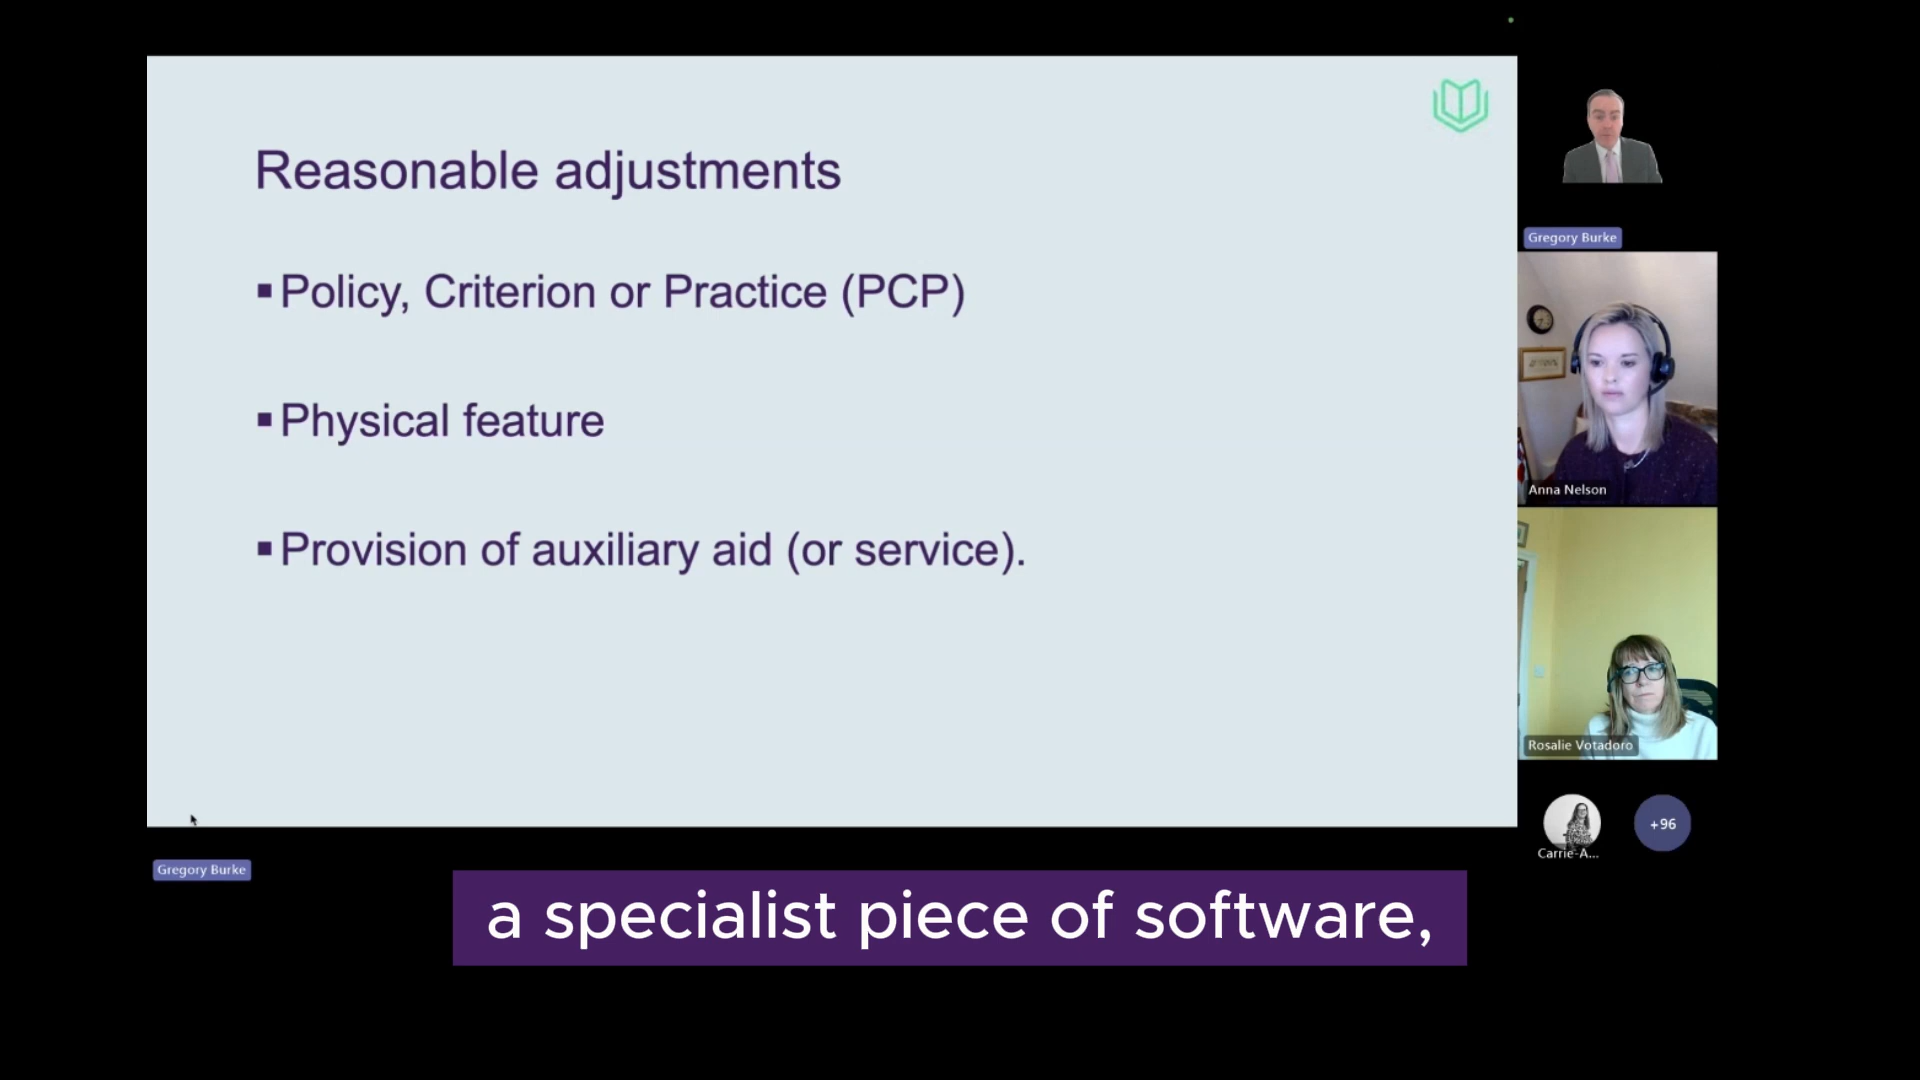 Reasonable adjustments
▪Policy, Criterion or Practice (PCP)
▪Physical feature
▪Provision of auxiliary aid (or service).
Gregory Burke
Anna Nelson
Rosalie Votadoro
Carrie-A...
+96
Gregory Burke
a specialist piece of software,